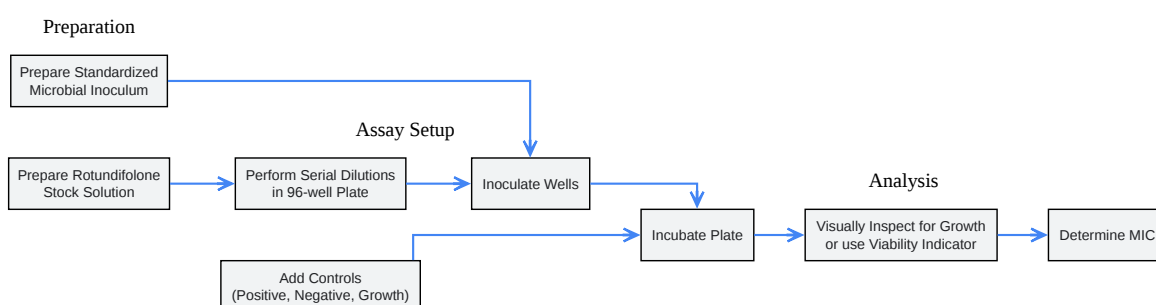 Preparation
Prepare Standardized
Microbial Inoculum
Assay Setup
Prepare Rotundifolone
Stock Solution
Perform Serial Dilutions
in 96-well Plate
Inoculate Wells
Analysis
Incubate Plate
Visually Inspect for Growth
or use Viability Indicator
Determine MIC
Add Controls
(Positive, Negative, Growth)